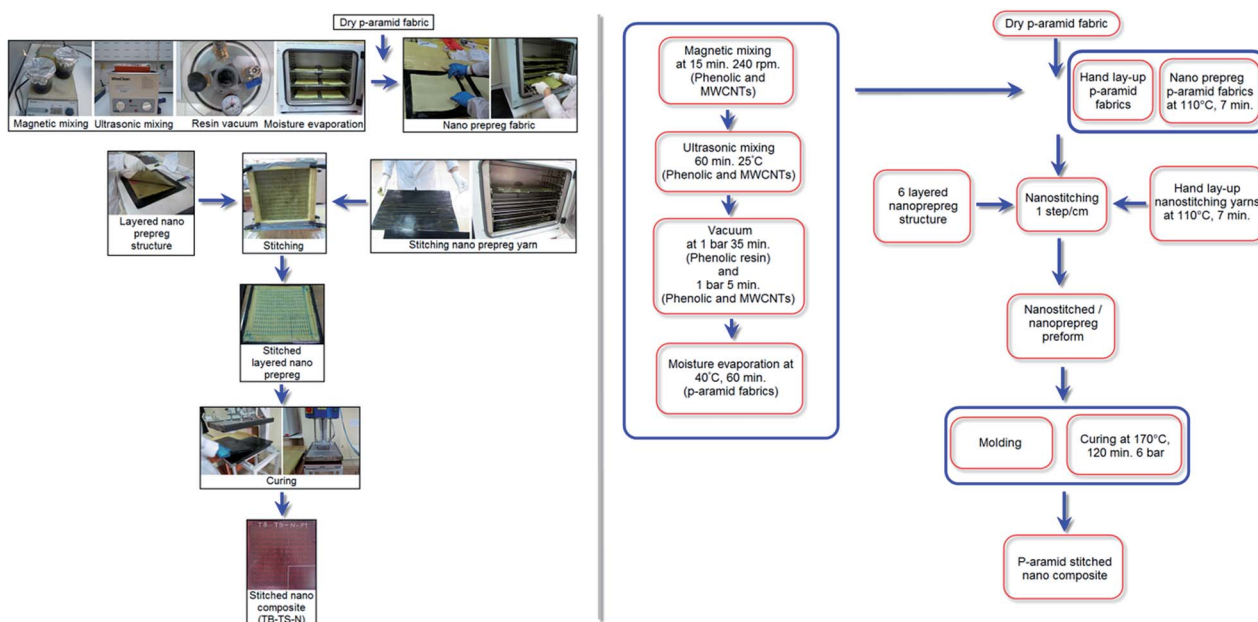 Dry p-aramid fabric
Magnetic mixing
Ultrasonic mixing
Resin vacuum
Moisture evaporation
Nano prepreg fabric
Layered nano
prepreg
structure
Stitching
Stitching nano prepreg yarn
Stitched
layered nano
prepreg
Curing
TB-TS-N-PI
Stitched nano
composite
(TB-TS-N)
Magnetic mixing
at 15 min. 240 rpm.
(Phenolic and
MWCNTs)
Ultrasonic mixing
60 min. 25°C
(Phenolic and MWCNTs)
Vacuum
at 1 bar 35 min.
(Phenolic resin)
and
1 bar 5 min.
(Phenolic and MWCNTs)
Moisture evaporation at
40°C, 60 min.
(p-aramid fabrics)
Dry p-aramid fabric
Hand lay-up
p-aramid
fabrics
Nano prepreg
p-aramid fabrics
at 110°C, 7 min.
6 layered
nanoprepreg
structure
Nanostitching
1 step/cm
Hand lay-up
nanostitching yarns
at 110°C, 7 min.
Nanostitched /
nanoprepreg
preform
Molding
Curing at 170°C,
120 min. 6 bar
P-aramid stitched
nano composite